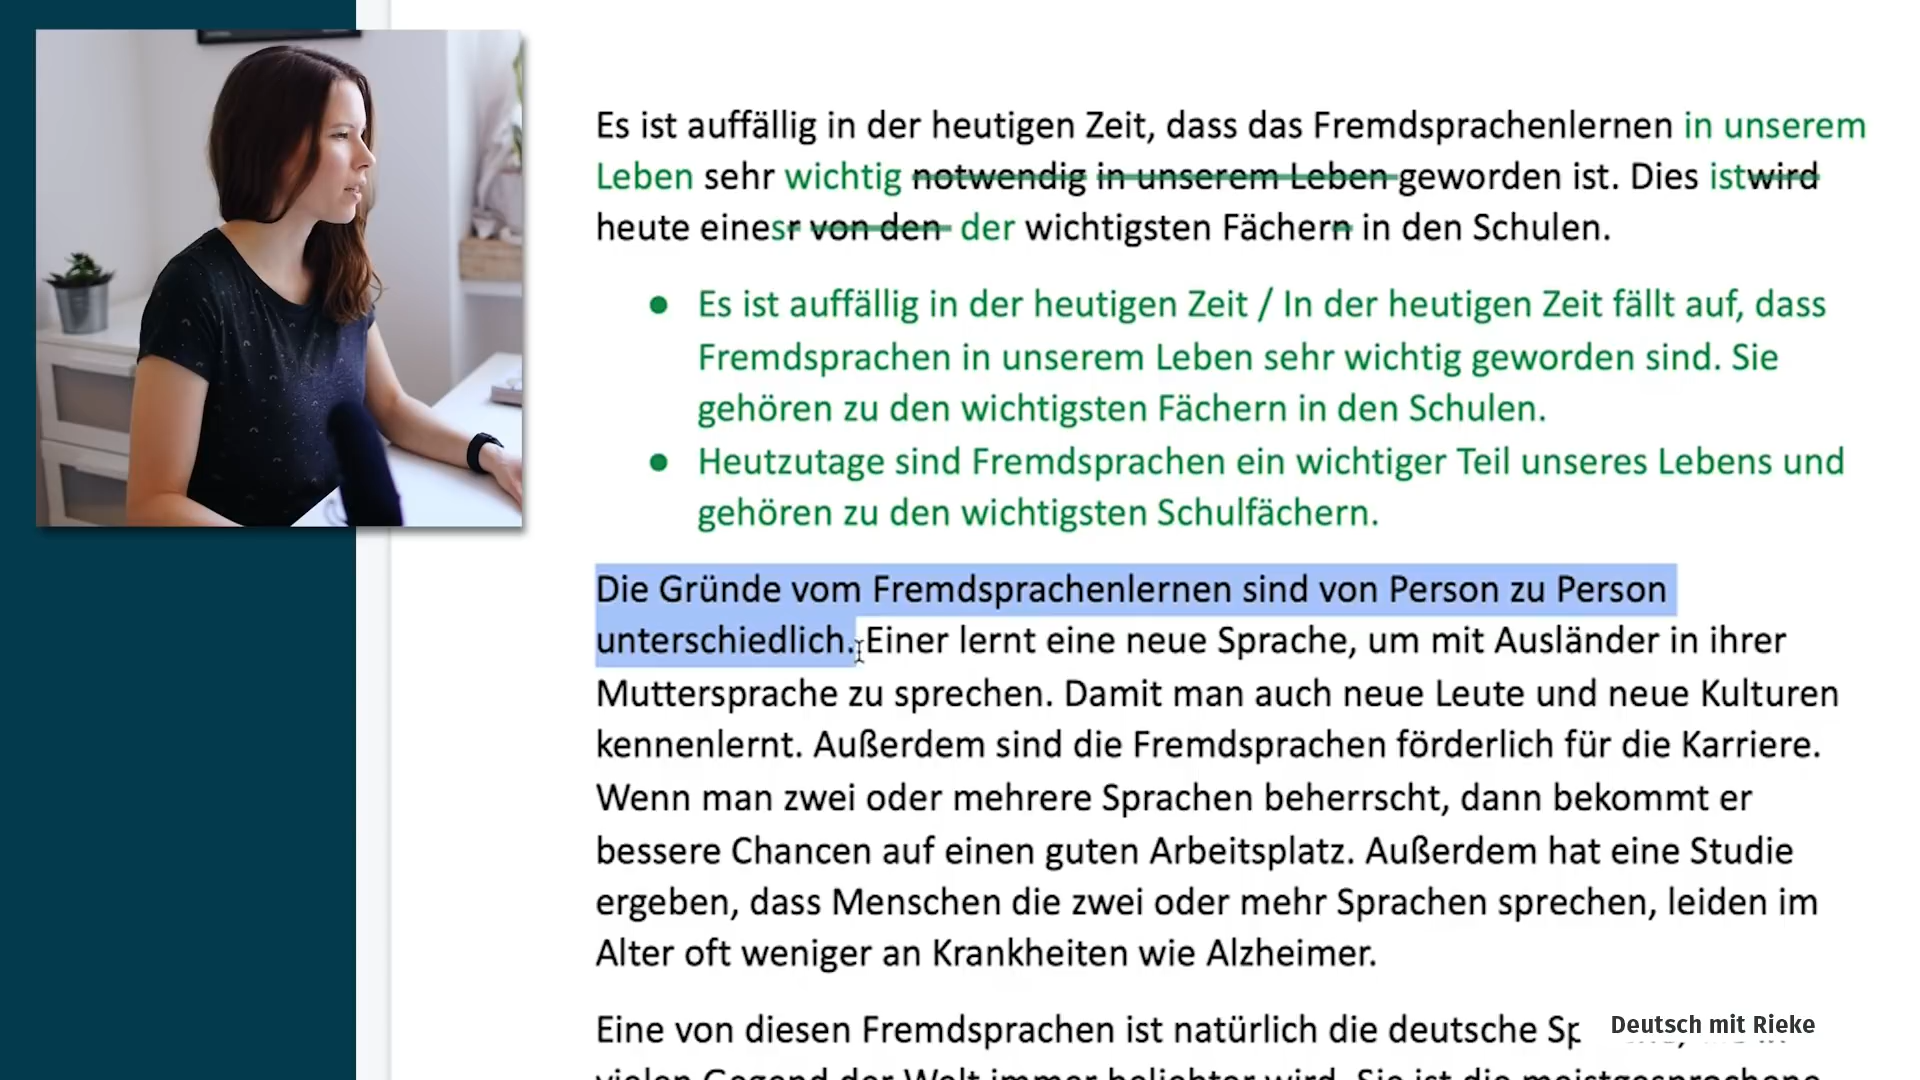 Es ist auffällig in der heutigen Zeit, dass das Fremdsprachenlernen in unserem
Leben sehr wichtig notwendig in unserem Leben geworden ist. Dies istwird
heute einesr von den der wichtigsten Fächern in den Schulen.
● Es ist auffällig in der heutigen Zeit / In der heutigen Zeit fällt auf, dass
Fremdsprachen in unserem Leben sehr wichtig geworden sind. Sie
gehören zu den wichtigsten Fächern in den Schulen.
● Heutzutage sind Fremdsprachen ein wichtiger Teil unseres Lebens und
gehören zu den wichtigsten Schulfächern.
Die Gründe vom Fremdsprachenlernen sind von Person zu Person
unterschiedlich. Einer lernt eine neue Sprache, um mit Ausländer in ihrer
Muttersprache zu sprechen. Damit man auch neue Leute und neue Kulturen
kennenlernt. Außerdem sind die Fremdsprachen förderlich für die Karriere.
Wenn man zwei oder mehrere Sprachen beherrscht, dann bekommt er
bessere Chancen auf einen guten Arbeitsplatz. Außerdem hat eine Studie
ergeben, dass Menschen die zwei oder mehr Sprachen sprechen, leiden im
Alter oft weniger an Krankheiten wie Alzheimer.
Eine von diesen Fremdsprachen ist natürlich die deutsche
Deutsch mit Rieke